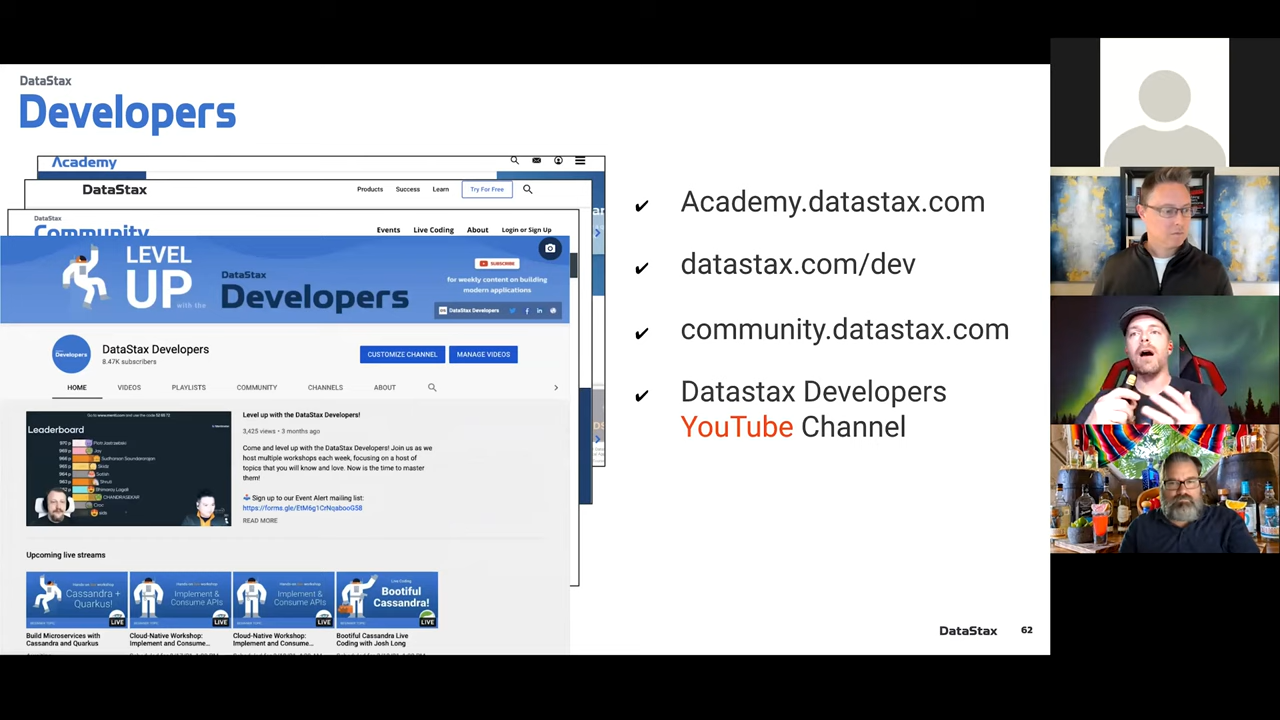 DataStax
Developers
Academy
DataStax
Products Success Learn Try For Free
DataStax
Community
Events Live Coding About Login or Sign Up
LEVEL
UP with the
DataStax
Developers
SUBSCRIBE
for weekly content on building
modern applications
DataStax Developers
Developers
DataStax Developers
8.47K subscribers
CUSTOMIZE CHANNEL
MANAGE VIDEOS
HOME VIDEOS PLAYLISTS COMMUNITY CHANNELS ABOUT
Leaderboard
Level up with the DataStax Developers!
3,425 views • 3 months ago
Come and level up with the DataStax Developers! Join us as we
host multiple workshops each week, focusing on a host of
topics that you will know and love. Now is the time to master
them!
Sign up to our Event Alert mailing list:
https://forms.gle/EtM6g1CrNqabooG58
READ MORE
Upcoming live streams
Cassandra +
Quarkus!
LIVE
Implement &
Consume APIs
LIVE
Implement &
Consume APIs
LIVE
Live Coding
Bootiful
Cassandra!
LIVE
Build Microservices with
Cassandra and Quarkus
Cloud-Native Workshop:
Implement and Consume...
Cloud-Native Workshop:
Implement and Consume...
Bootiful Cassandra Live
Coding with Josh Long
✔ Academy.datastax.com
✔ datastax.com/dev
✔ community.datastax.com
✔ Datastax Developers
YouTube Channel
DataStax 62